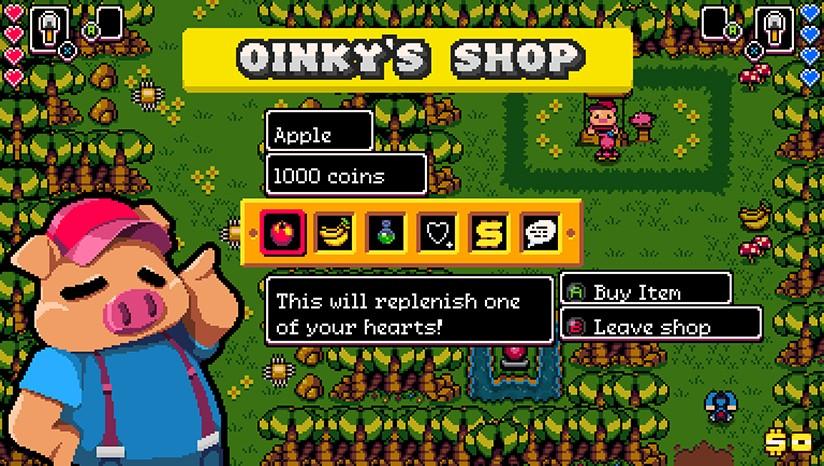 OINKY'S SHOP
Apple
1000 coins
S
This will replenish one
of your hearts!
A Buy Item
B Leave shop
$0